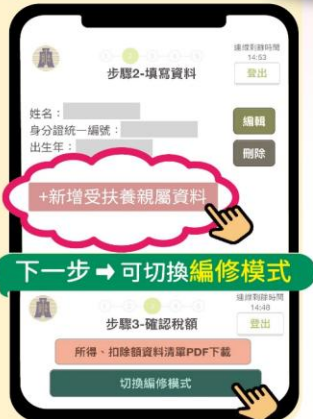 連線剩餘時間
14:53
步驟2-填寫資料
登出
姓名：
身分證統一編號：
出生年：
編輯
刪除
+新增受扶養親屬資料
下一步➡可切換編修模式
連線剩餘時間
14:48
步驟3-確認稅額
登出
所得、扣除額資料清單PDF下載
切換編修模式